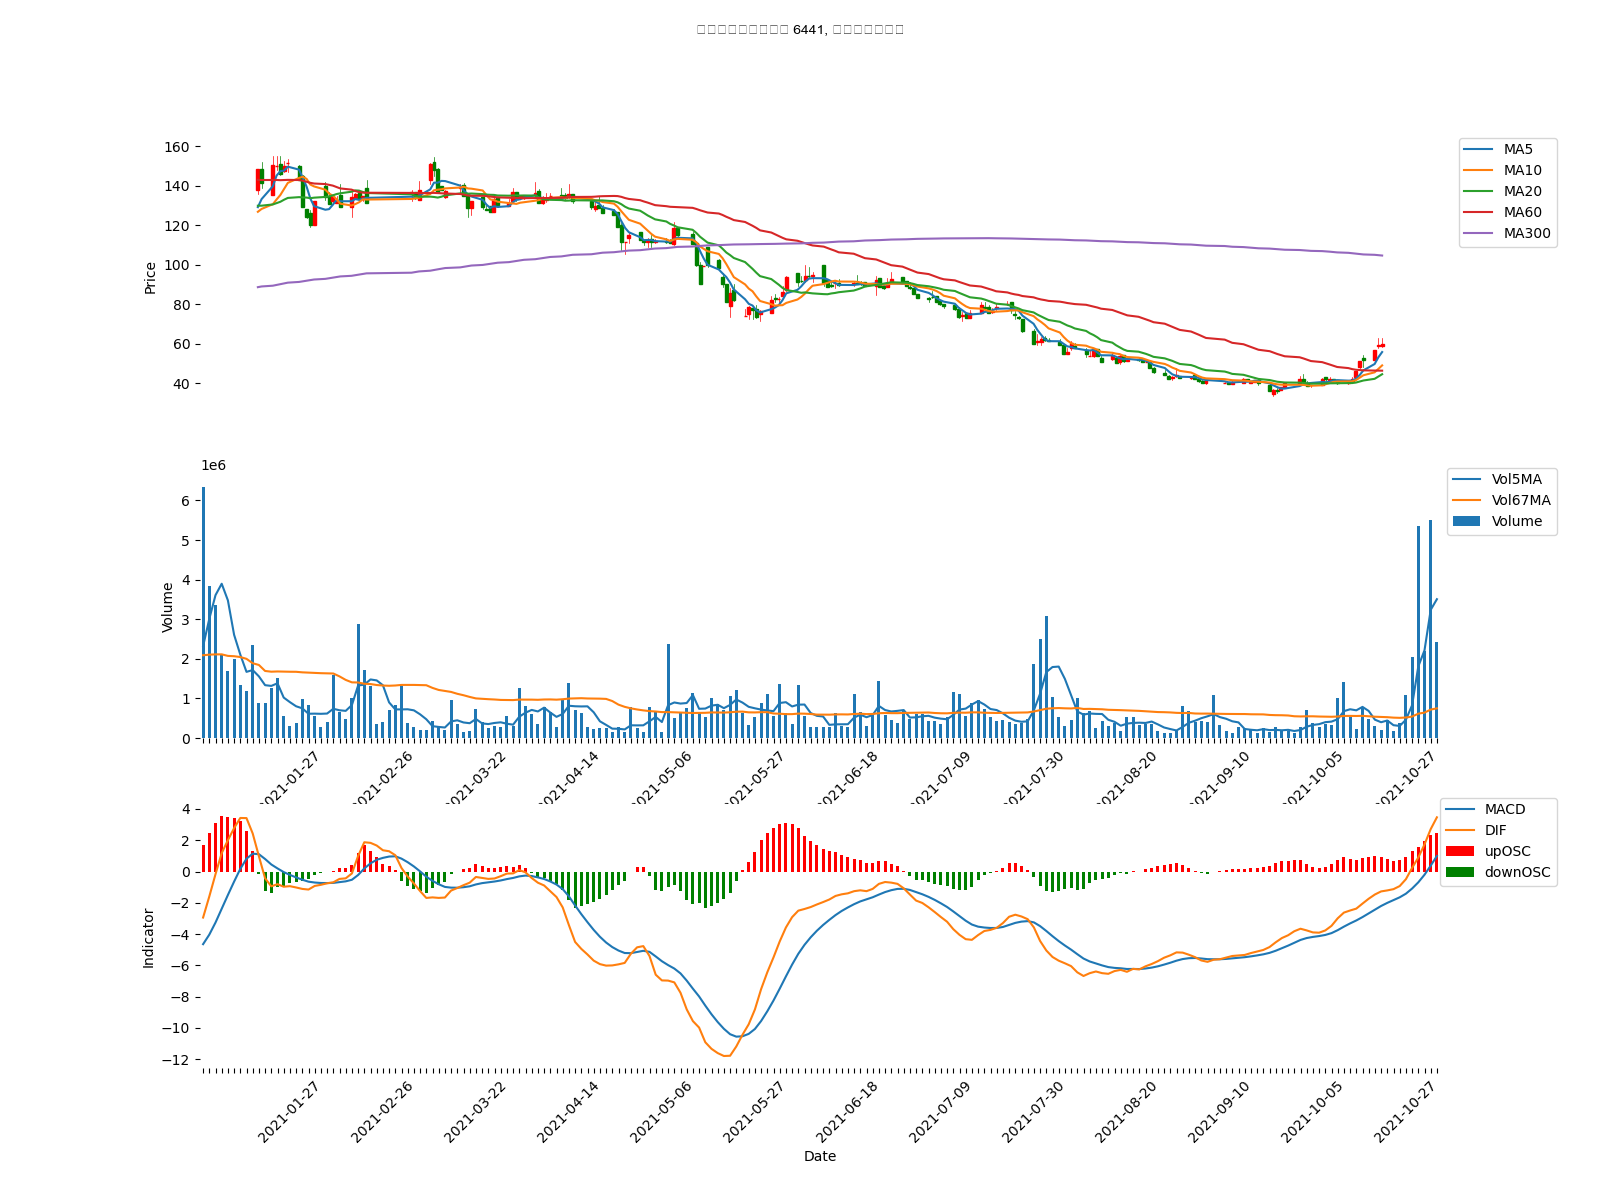 6441,
160
140
120
100
80
60
40
Price
MA5
MA10
MA20
MA60
MA300
1e6
6
5
4
3
2
1
0
Volume
Vol5MA
Vol67MA
Volume
2021-01-27
2021-02-26
2021-03-22
2021-04-14
2021-05-06
2021-05-27
2021-06-18
2021-07-09
2021-07-30
2021-08-20
2021-09-10
2021-10-05
2021-10-27
4
2
0
−2
−4
−6
−8
−10
−12
Indicator
MACD
DIF
upOSC
downOSC
2021-01-27
2021-02-26
2021-03-22
2021-04-14
2021-05-06
2021-05-27
2021-06-18
2021-07-09
2021-07-30
2021-08-20
2021-09-10
2021-10-05
2021-10-27
Date